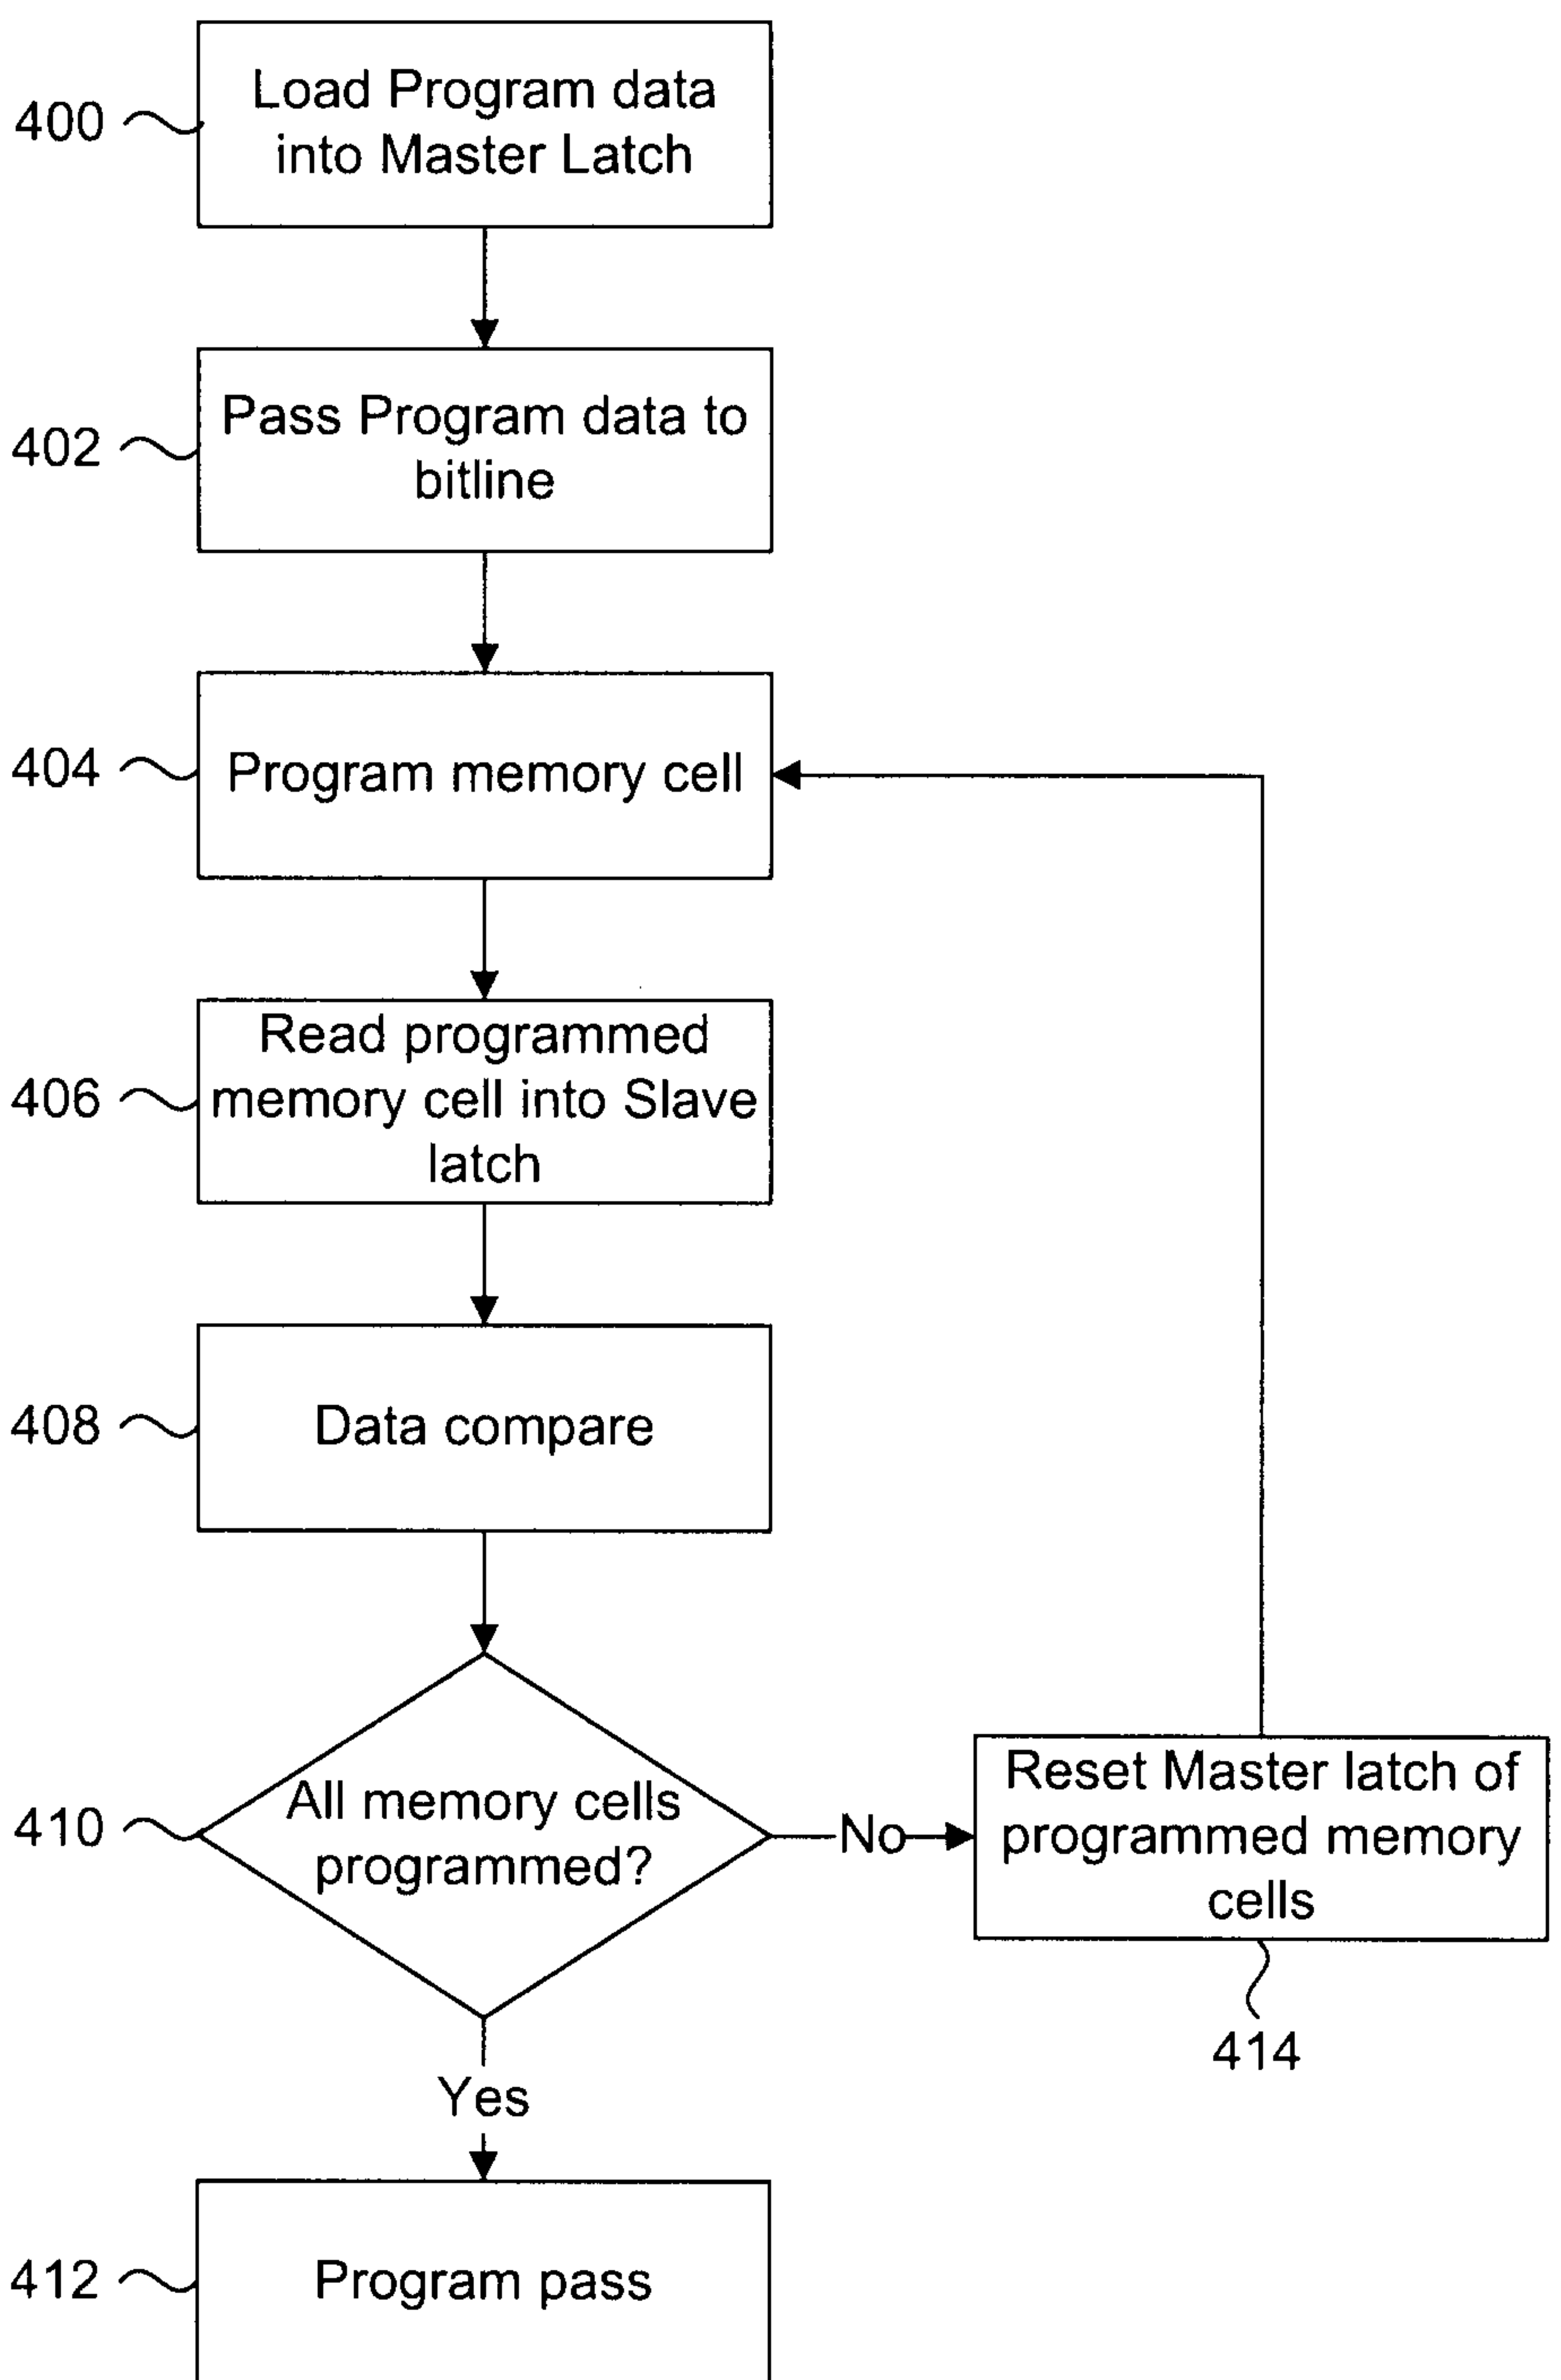 400
Load Program data
into Master Latch
402
Pass Program data to
bitline
404
Program memory cell
406
Read programmed
memory cell into Slave
latch
408
Data compare
410
All memory cells
programmed?
No
Reset Master latch of
programmed memory
cells
414
Yes
412
Program pass